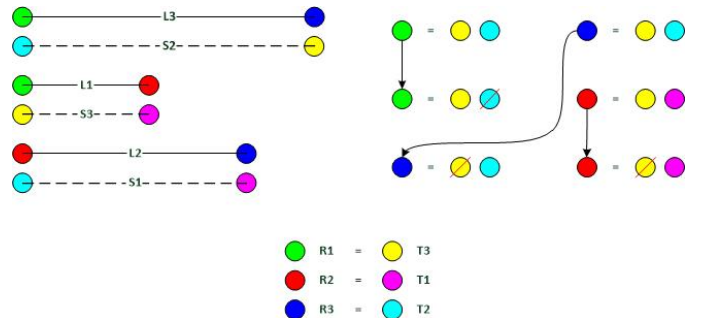 L3
S2
L1
S3
L2
S1
= =
= =
= =
R1 = T3
R2 = T1
R3 = T2